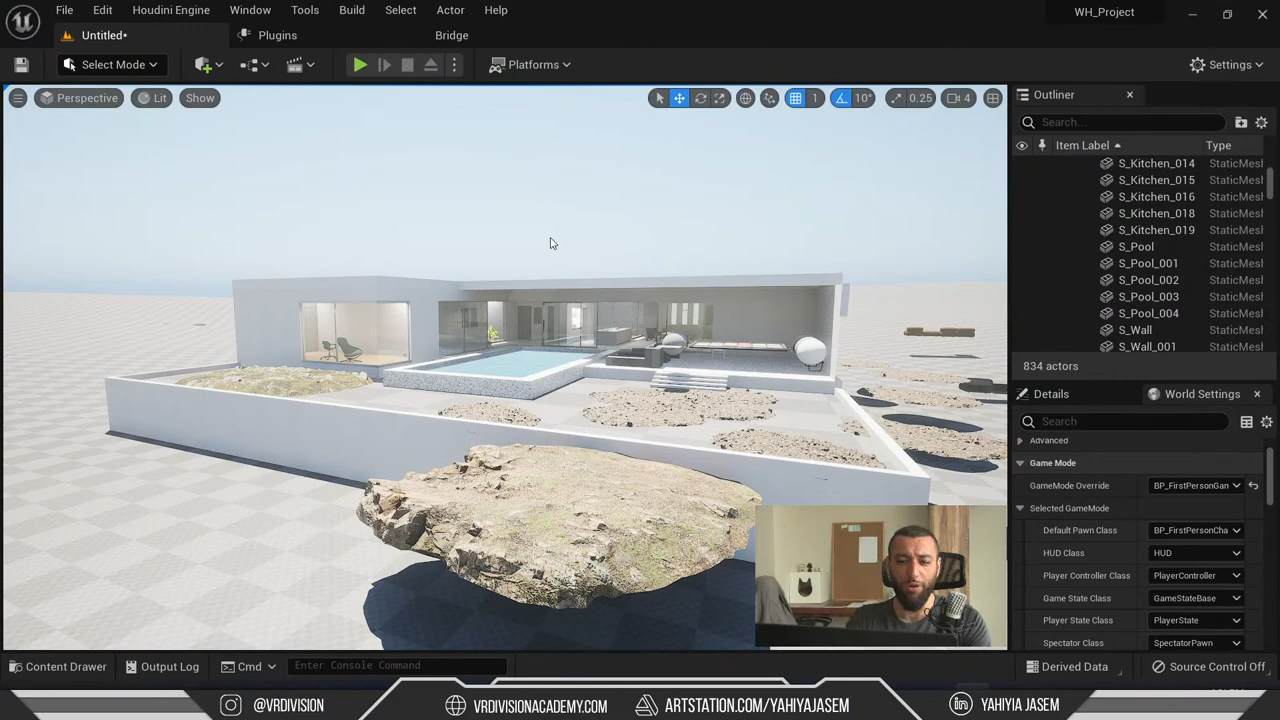 File Edit Houdini Engine Window Tools Build Select Actor Help
WH_Project
Untitled*
Plugins
Bridge
Select Mode
Platforms
Settings
Perspective
Lit
Show
1
10°
0.25
4
Outliner
Search...
Item Label
Type
S_Kitchen_014 StaticMesl
S_Kitchen_015 StaticMesl
S_Kitchen_016 StaticMesl
S_Kitchen_018 StaticMesl
S_Kitchen_019 StaticMesl
S_Pool StaticMesl
S_Pool_001 StaticMesl
S_Pool_002 StaticMesl
S_Pool_003 StaticMesl
S_Pool_004 StaticMesl
S_Wall StaticMesl
S_Wall_001 StaticMesl
834 actors
Details
World Settings
Search
Advanced
Game Mode
GameMode Override BP_FirstPersonGan
Selected GameMode
Default Pawn Class BP_FirstPersonCha
HUD Class HUD
Player Controller Class PlayerController
Game State Class GameStateBase
Player State Class PlayerState
Spectator Class SpectatorPawn
Content Drawer
Output Log
Cmd
Enter Console Command
Derived Data
Source Control Off
@VRDIVISION
VRDIVISIONACADEMY.COM
ARTSTATION.COM/YAHIYAJASEM
YAHIYIA JASEM